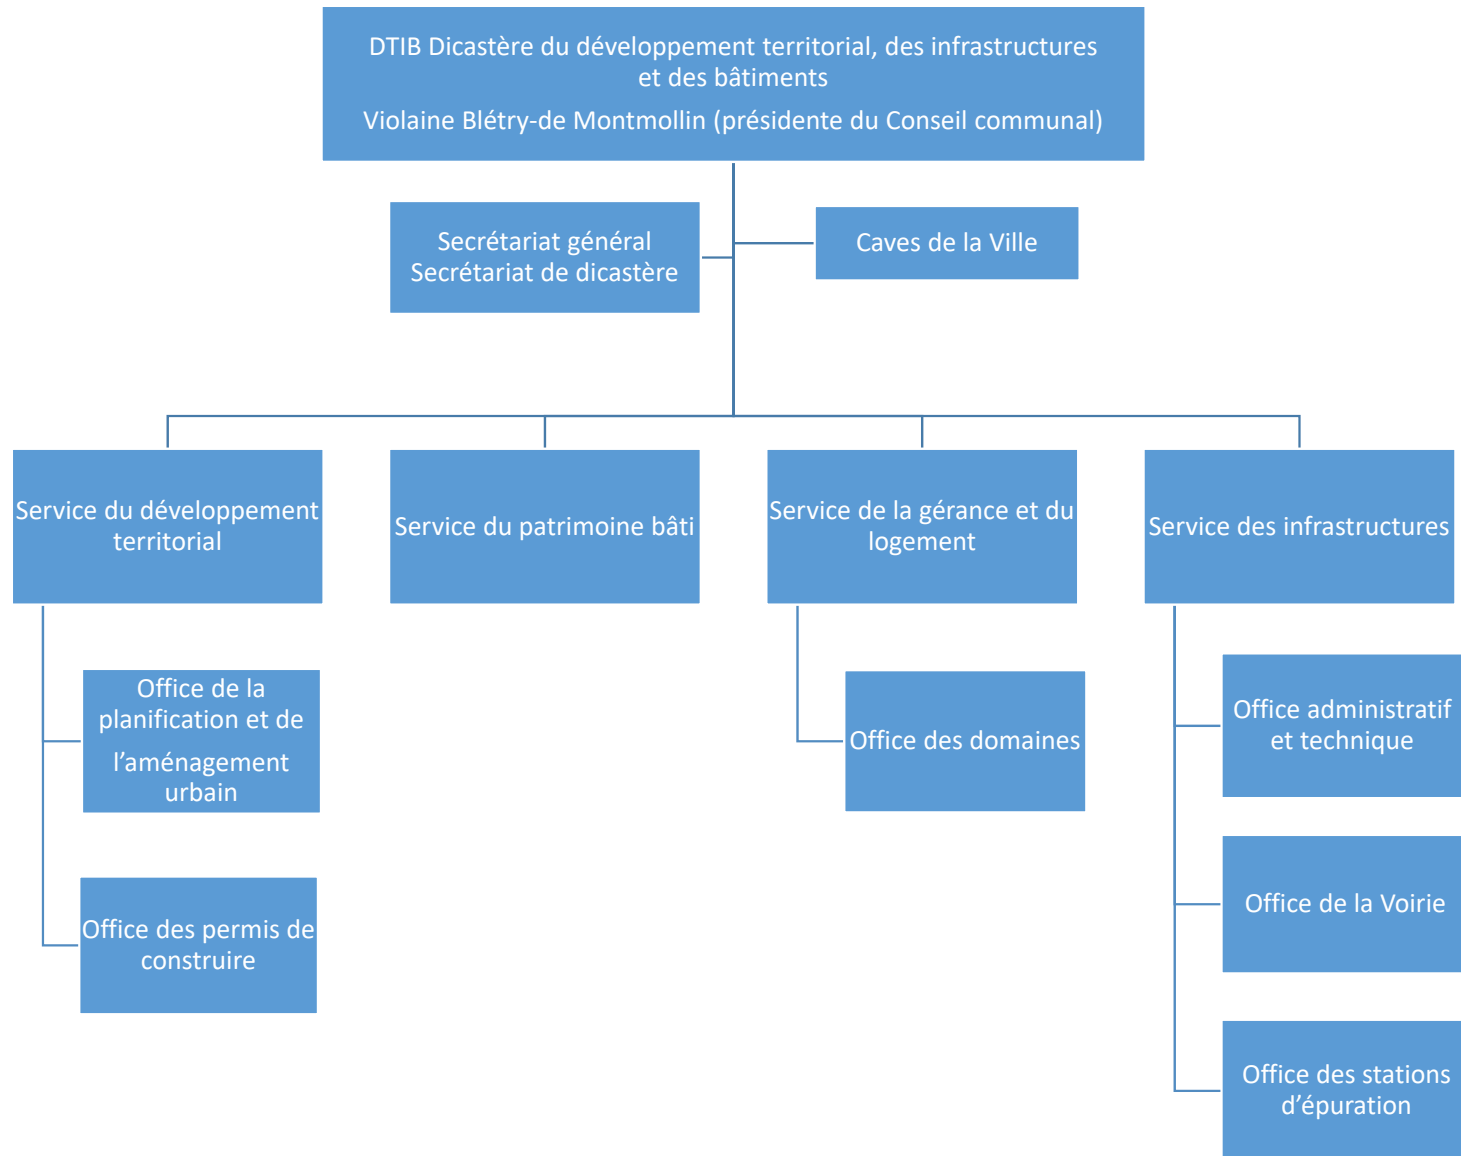 DTIB Dicastère du développement territorial, des infrastructures
et des bâtiments
Violaine Blétry-de Montmollin (présidente du Conseil communal)
Secrétariat général
Secrétariat de dicastère
Caves de la Ville
Service du développement
territorial
Service du patrimoine bâti
Service de la gérance et du
logement
Service des infrastructures
Office de la
planification et de
l’aménagement
urbain
Office des domaines
Office administratif
et technique
Office des permis de
construire
Office de la Voirie
Office des stations
d’épuration